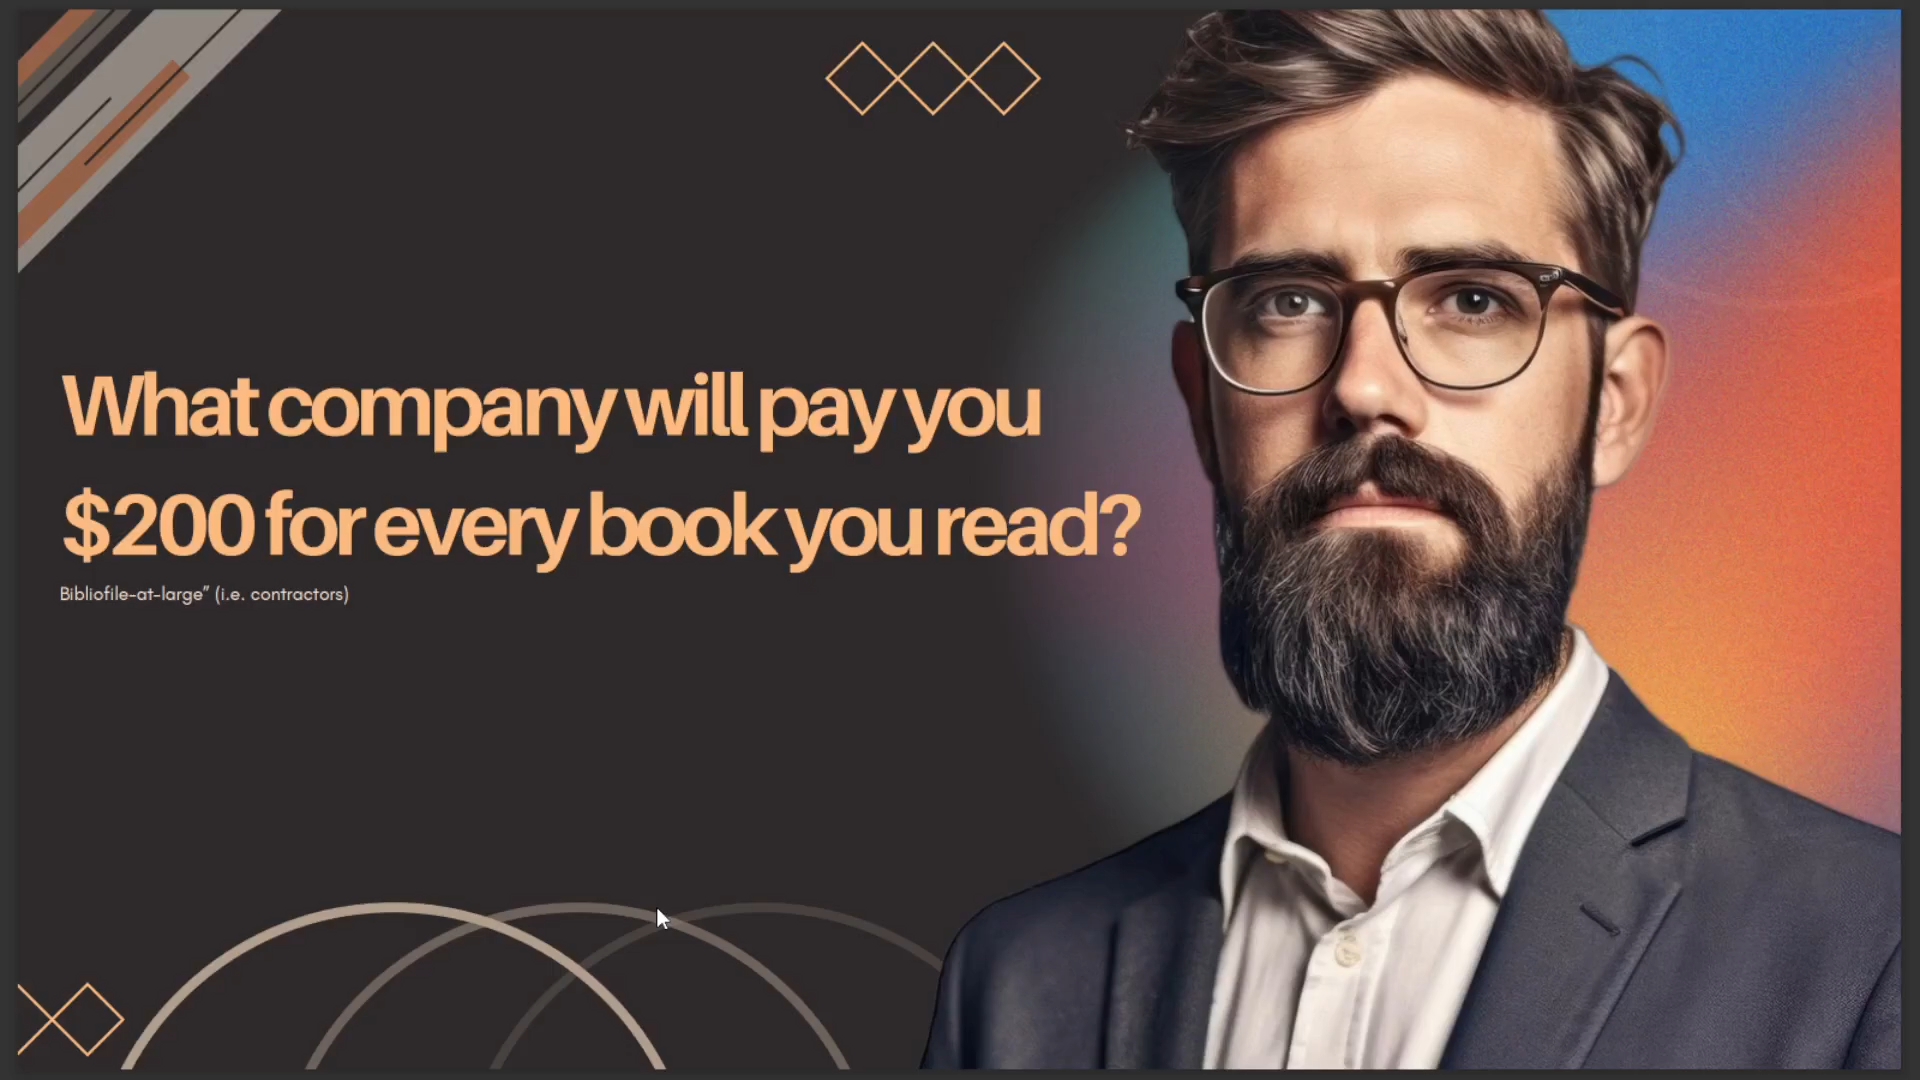 What company will pay you
$200 for every book you read?
Bibliofile-at-large” (i.e. contractors)